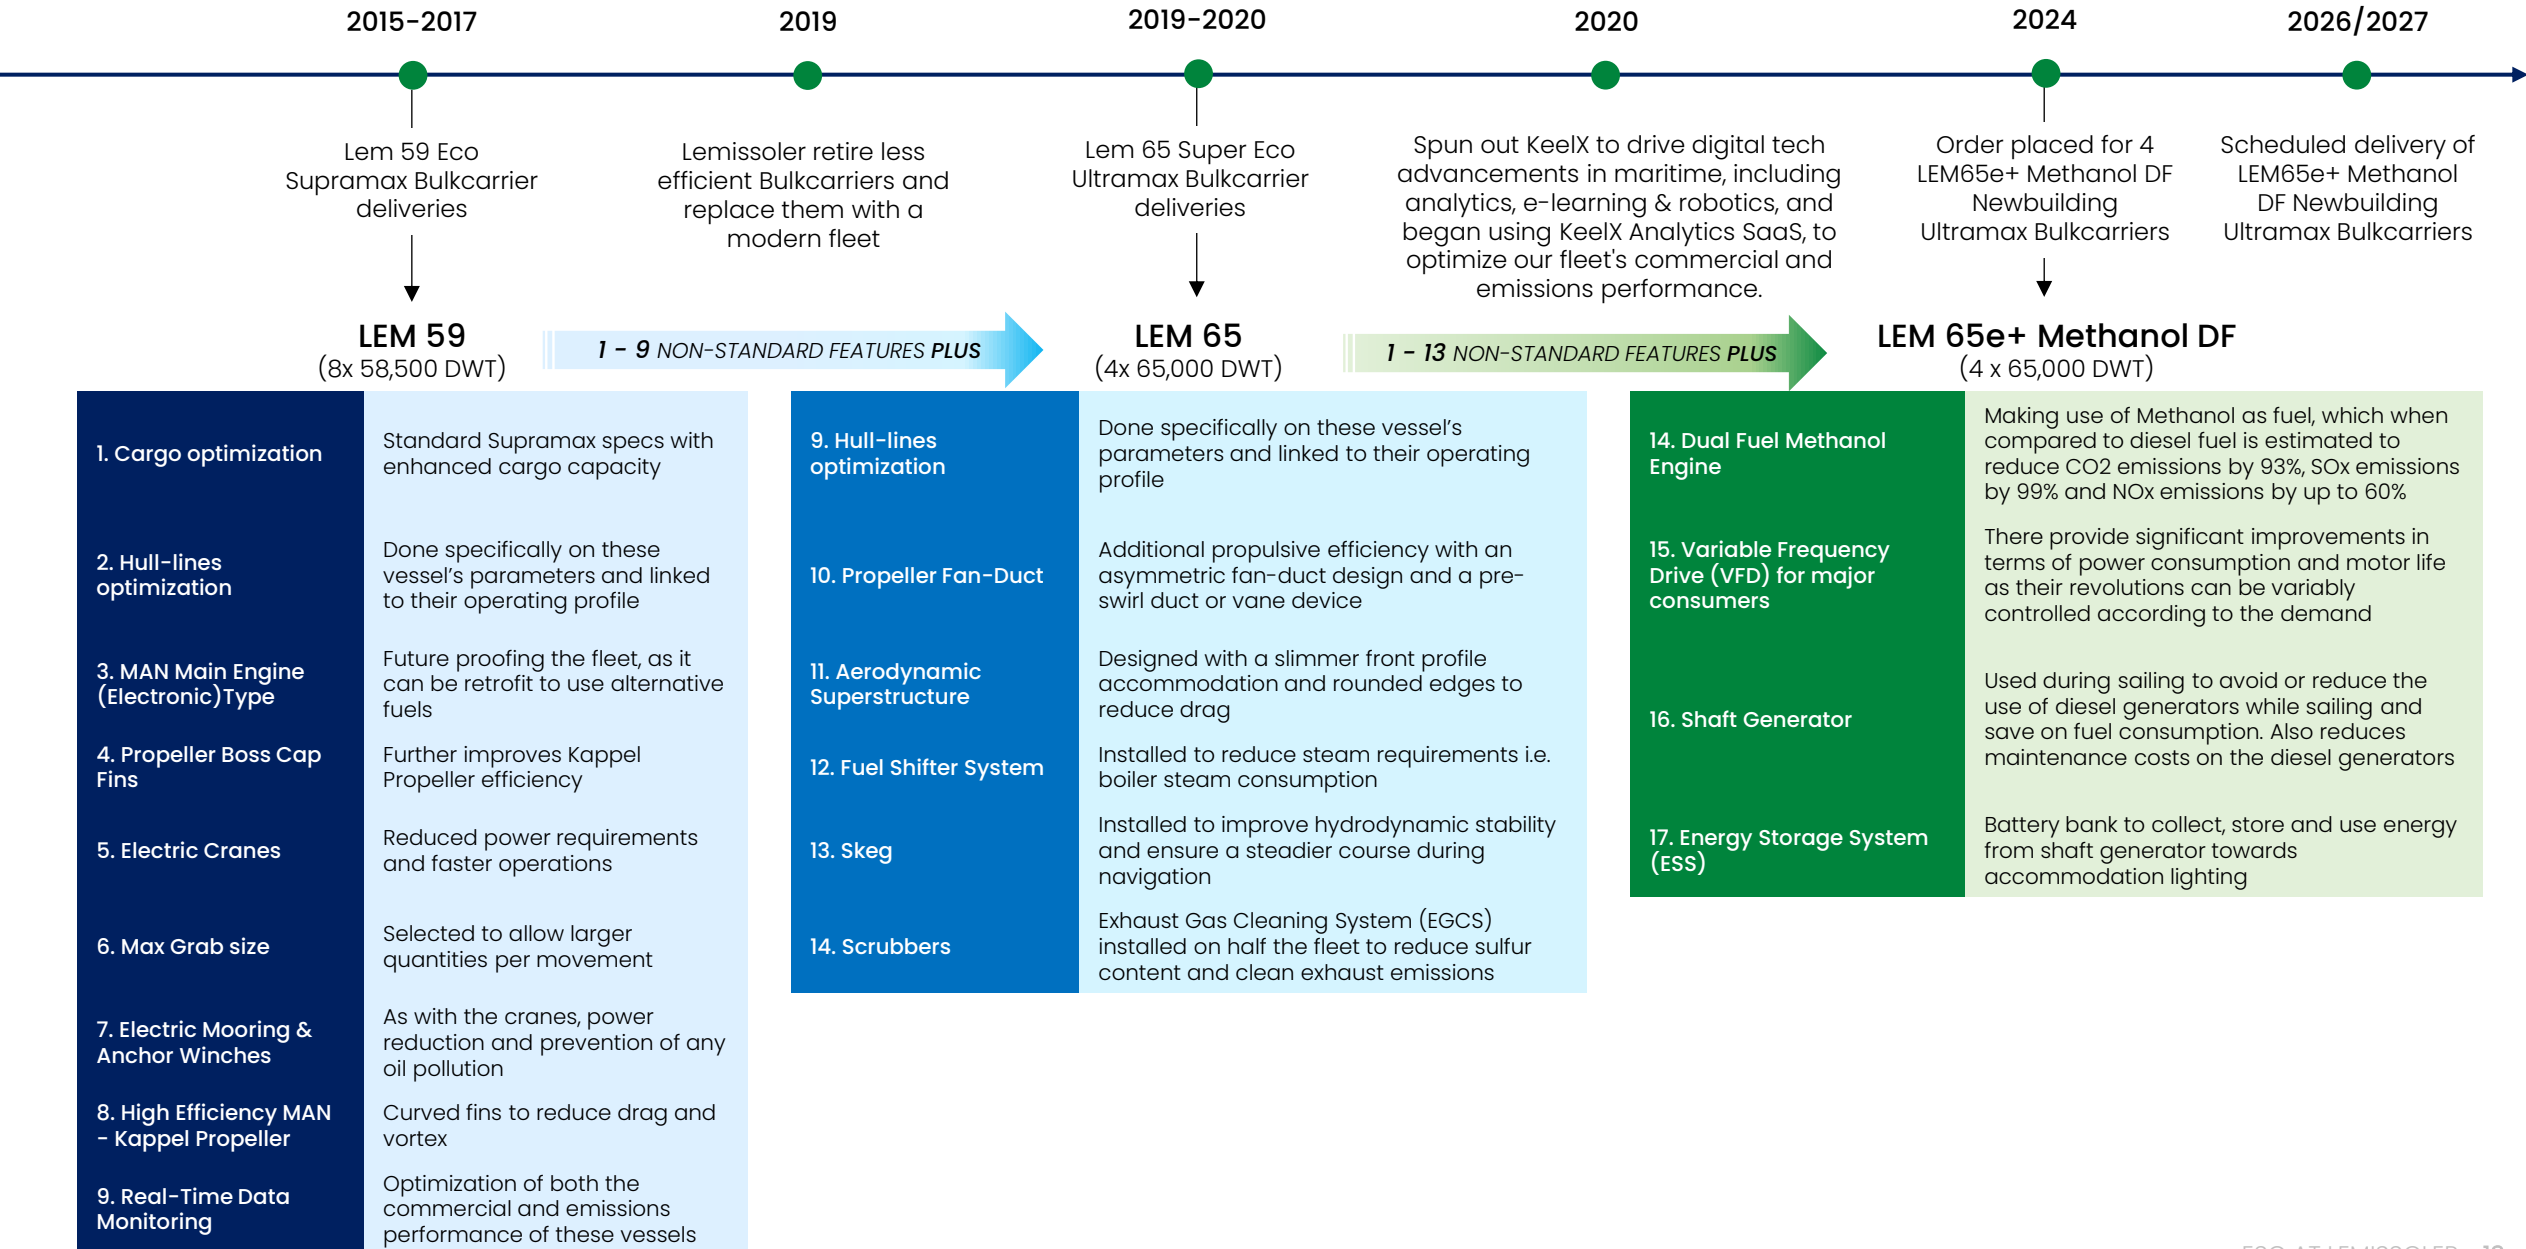 2015-2017
2019
2019-2020
2020
2024
2026/2027
Lem 59 Eco
Supramax Bulkcarrier
deliveries
Lemissoler retire less
efficient Bulkcarriers and
replace them with a
modern fleet
Lem 65 Super Eco
Ultramax Bulkcarrier
deliveries
Spun out KeelX to drive digital tech
advancements in maritime, including
analytics, e-learning & robotics, and
began using KeelX Analytics SaaS, to
optimize our fleet's commercial and
emissions performance.
Order placed for 4
LEM65e+ Methanol DF
Newbuilding
Ultramax Bulkcarriers
Scheduled delivery of
LEM65e+ Methanol
DF Newbuilding
Ultramax Bulkcarriers
LEM 59
(8x 58,500 DWT)
1 - 9 NON-STANDARD FEATURES PLUS
LEM 65
(4x 65,000 DWT)
1 - 13 NON-STANDARD FEATURES PLUS
LEM 65e+ Methanol DF
(4 x 65,000 DWT)
1. Cargo optimization
Standard Supramax specs with
enhanced cargo capacity
2. Hull-lines
optimization
Done specifically on these
vessel's parameters and linked
to their operating profile
3. MAN Main Engine
(Electronic)Type
Future proofing the fleet, as it
can be retrofit to use alternative
fuels
4. Propeller Boss Cap
Fins
Further improves Kappel
Propeller efficiency
5. Electric Cranes
Reduced power requirements
and faster operations
6. Max Grab size
Selected to allow larger
quantities per movement
7. Electric Mooring &
Anchor Winches
As with the cranes, power
reduction and prevention of any
oil pollution
8. High Efficiency MAN
- Kappel Propeller
Curved fins to reduce drag and
vortex
9. Real-Time Data
Monitoring
Optimization of both the
commercial and emissions
performance of these vessels
9. Hull-lines
optimization
Done specifically on these vessel's
parameters and linked to their operating
profile
10. Propeller Fan-Duct
Additional propulsive efficiency with an
asymmetric fan-duct design and a pre-
swirl duct or vane device
11. Aerodynamic
Superstructure
Designed with a slimmer front profile
accommodation and rounded edges to
reduce drag
12. Fuel Shifter System
Installed to reduce steam requirements i.e.
boiler steam consumption
13. Skeg
Installed to improve hydrodynamic stability
and ensure a steadier course during
navigation
14. Scrubbers
Exhaust Gas Cleaning System (EGCS)
installed on half the fleet to reduce sulfur
content and clean exhaust emissions
14. Dual Fuel Methanol
Engine
Making use of Methanol as fuel, which when
compared to diesel fuel is estimated to
reduce CO2 emissions by 93%, SOx emissions
by 99% and NOx emissions by up to 60%
15. Variable Frequency
Drive (VFD) for major
consumers
There provide significant improvements in
terms of power consumption and motor life
as their revolutions can be variably
controlled according to the demand
16. Shaft Generator
Used during sailing to avoid or reduce the
use of diesel generators while sailing and
save on fuel consumption. Also reduces
maintenance costs on the diesel generators
17. Energy Storage System
(ESS)
Battery bank to collect, store and use energy
from shaft generator towards
accommodation lighting
ESG AT LEMISSOLER